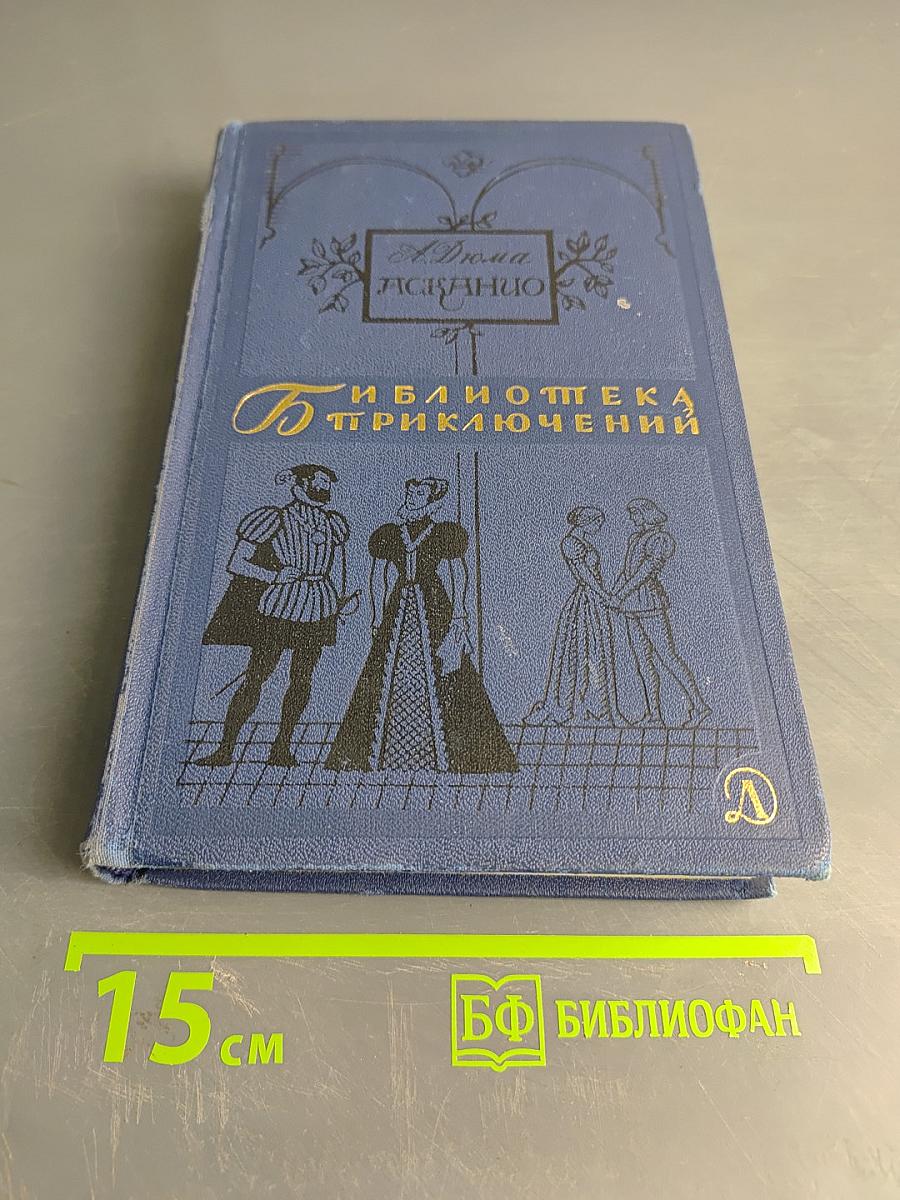 А. Дюма
АСКАНИО
БИБЛИОТЕКА
ПРИКЛЮЧЕНИЙ
Д
15 см
БФ БИБЛИОФАН